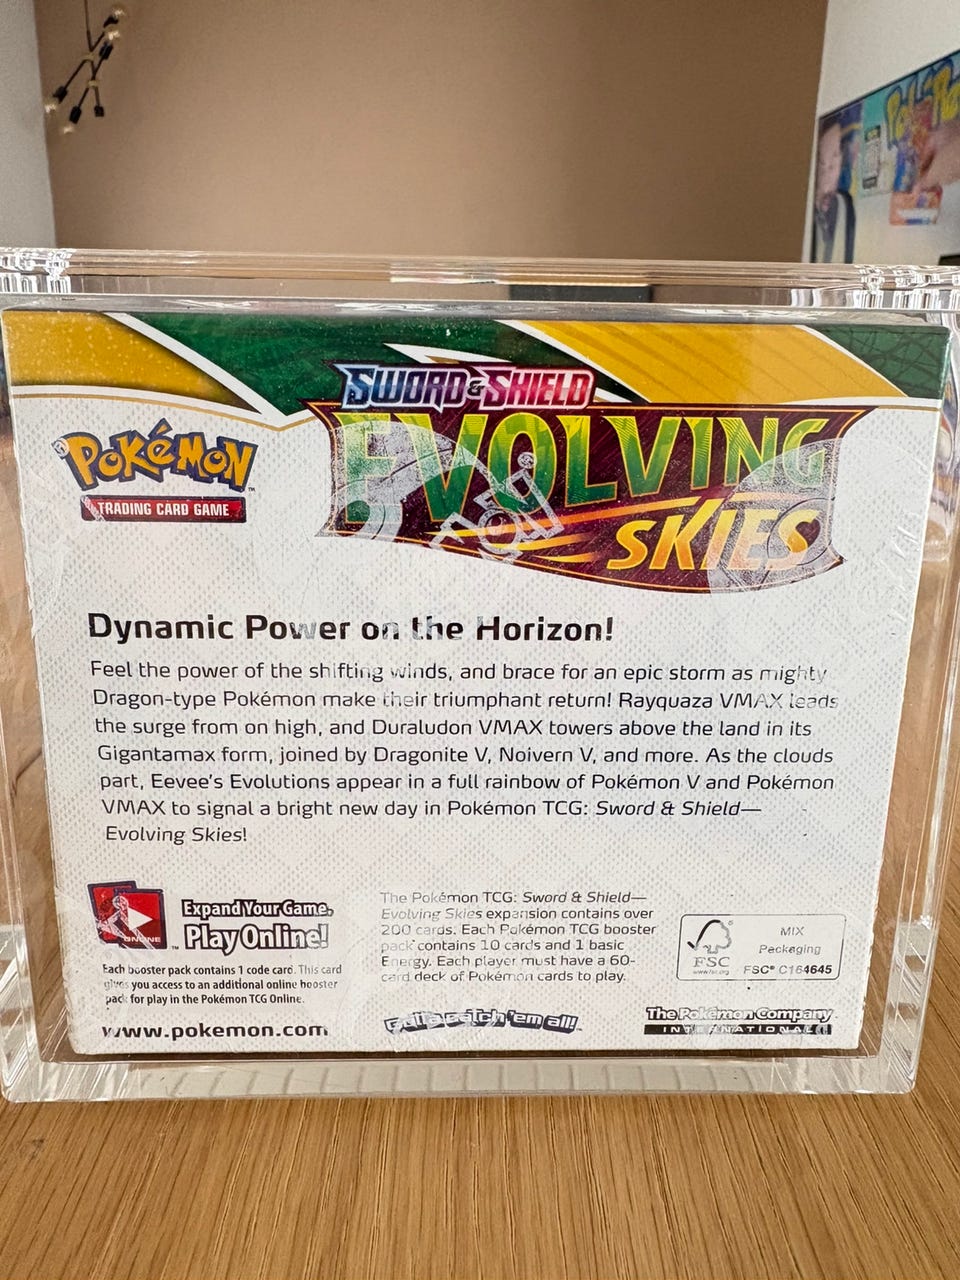 SWORD & SHIELD
EVOLVING
SKIES
POKéMON
TRADING CARD GAME
Dynamic Power on the Horizon!
Feel the power of the shifting winds, and brace for an epic storm as mighty
Dragon-type Pokémon make their triumphant return! Rayquaza VMAX leads
the surge from on high, and Duraludon VMAX towers above the land in its
Gigantamax form, joined by Dragonite V, Noivern V, and more. As the clouds
part, Eevee's Evolutions appear in a full rainbow of Pokémon V and Pokémon
VMAX to signal a bright new day in Pokémon TCG: Sword & Shield—
Evolving Skies!
ONLINE
Expand Your Game.
Play Online!
Each booster pack contains 1 code card. This card
gives you access to an additional online booster
pack for play in the Pokémon TCG Online.
www.pokemon.com
The Pokémon TCG: Sword & Shield—
Evolving Skies expansion contains over
200 cards. Each Pokémon TCG booster
pack contains 10 cards and 1 basic
Energy. Each player must have a 60-
card deck of Pokémon cards to play.
Gotta catch 'em all!
FSC
www.fsc.org
MIX
Packaging
FSC® C164645
The Pokémon Company
INTERNATIONAL